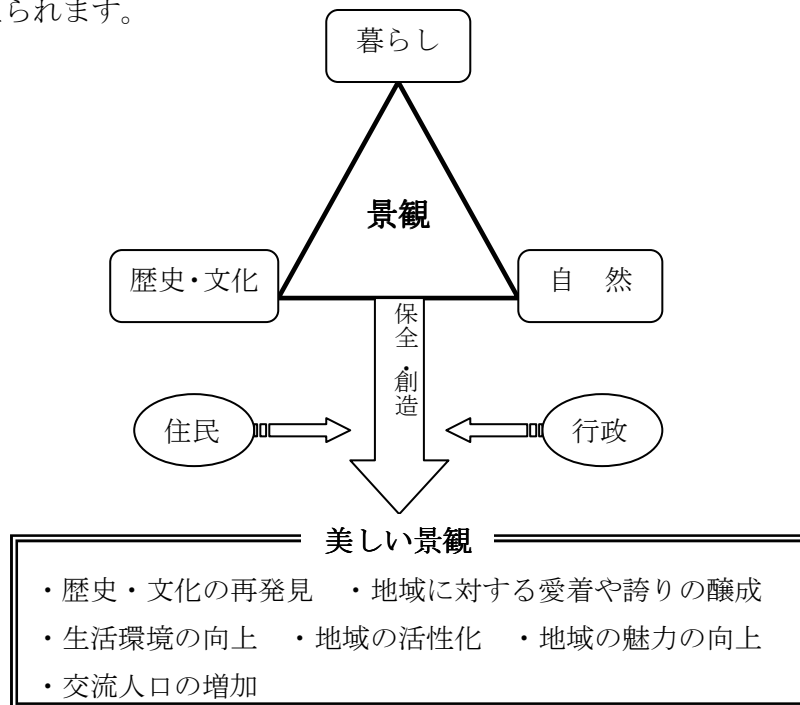 られます。
暮らし
景観
歴史・文化
自　然
保全・創造
住民
行政
美しい景観
・歴史・文化の再発見　・地域に対する愛着や誇りの醸成
・生活環境の向上　・地域の活性化　・地域の魅力の向上
・交流人口の増加